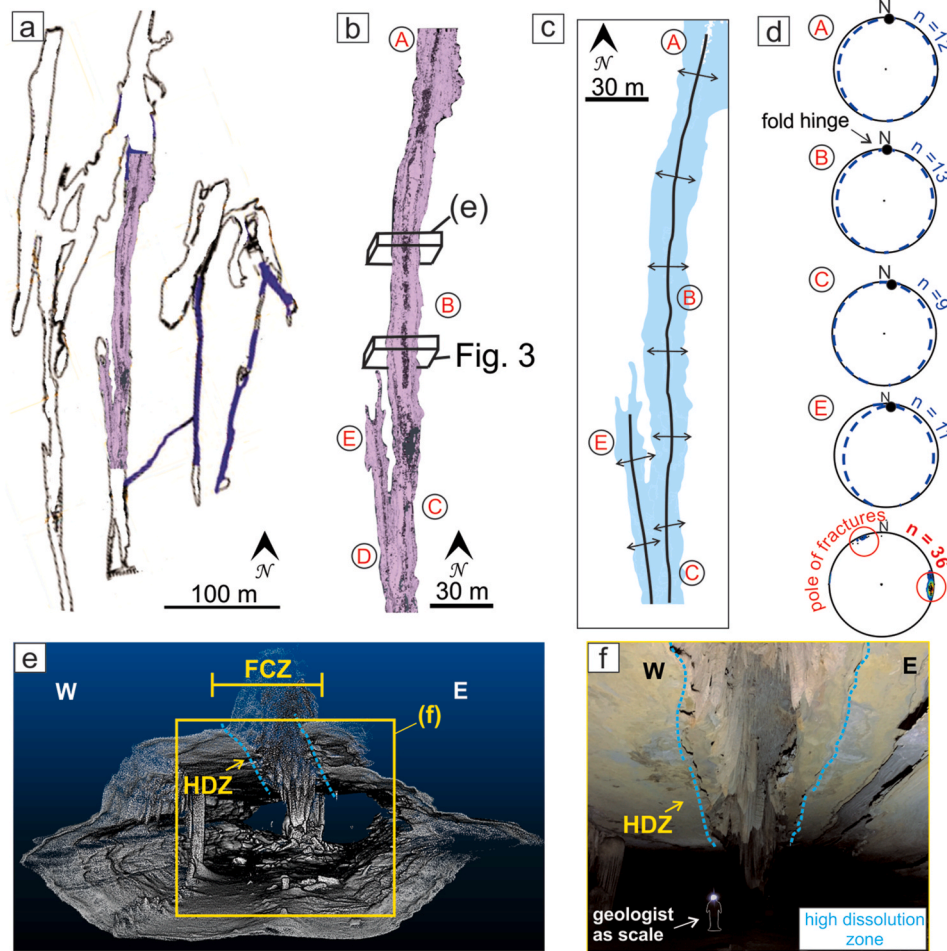 a
100 m
N
b
A
(e)
B
Fig. 3
E
C
D
N
30 m
c
N
30 m
A
B
E
C
d
A
N
n =12
fold hinge
B
N
n =13
C
N
n =9
E
N
n =11
pole of fractures
N
n = 36
e
FCZ
W
E
(f)
HDZ
f
W
E
HDZ
geologist
as scale
high dissolution
zone